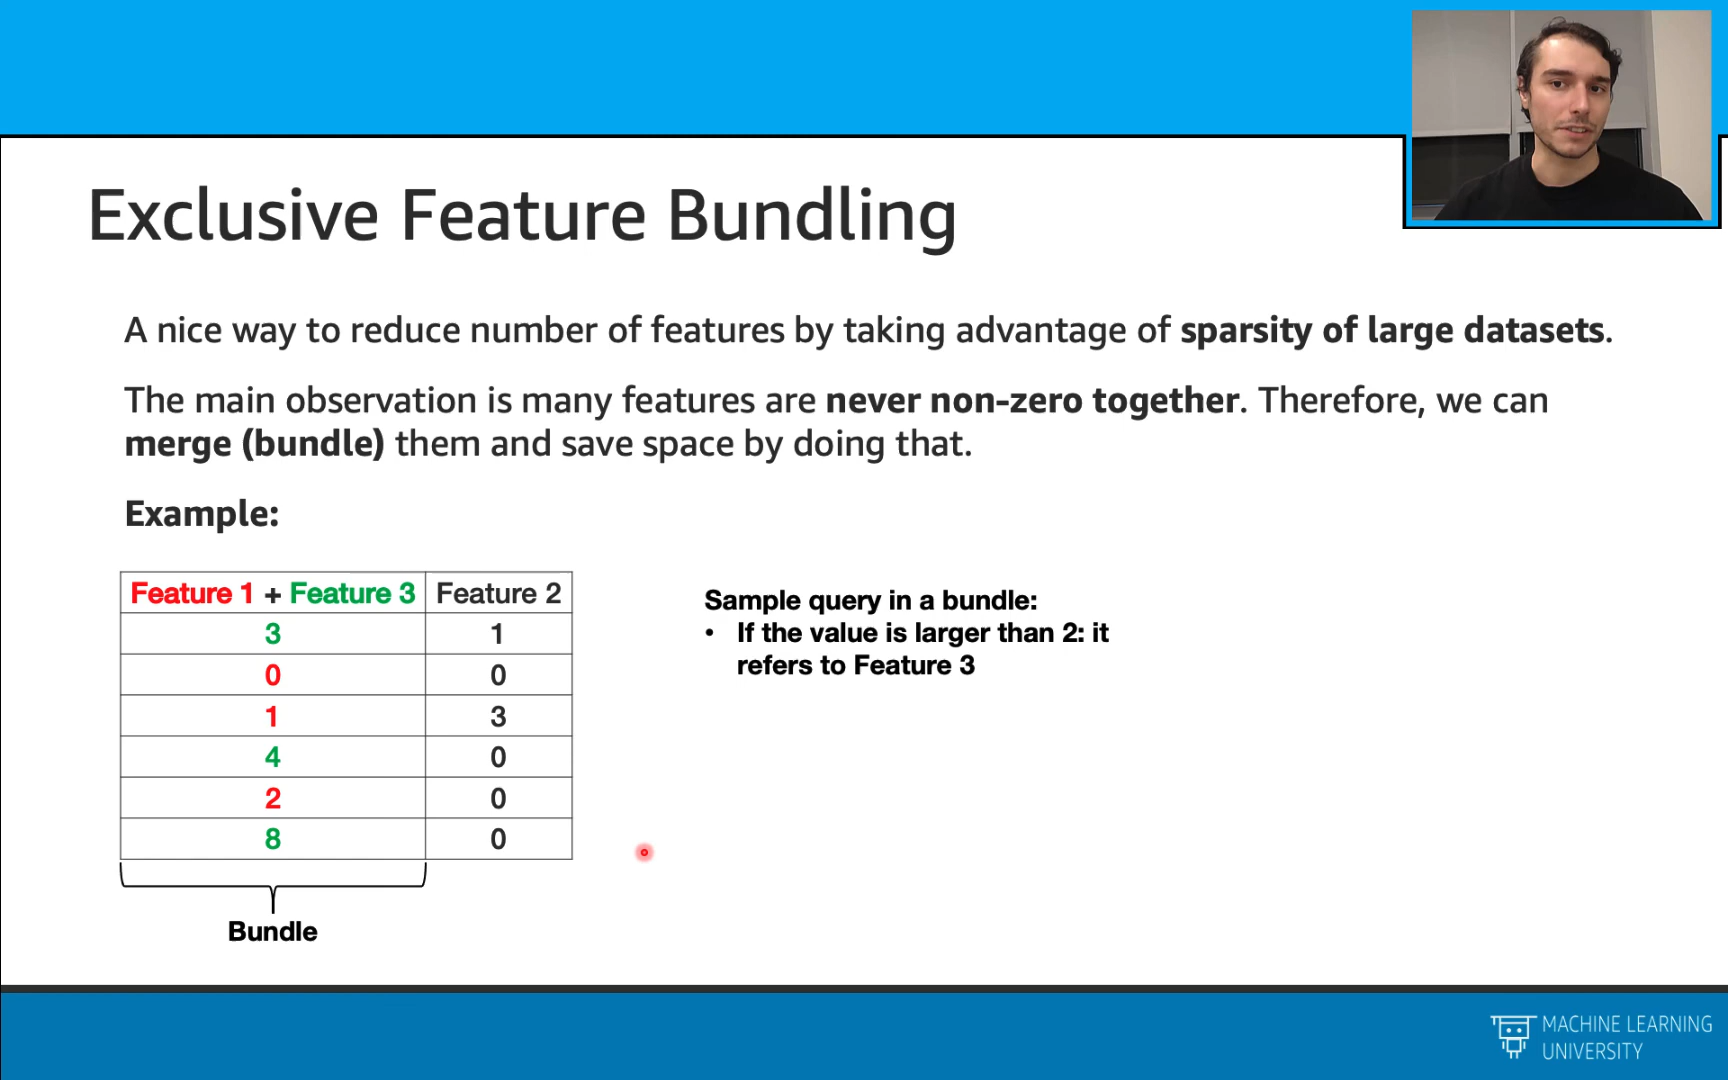 Exclusive Feature Bundling
A nice way to reduce number of features by taking advantage of sparsity of large datasets.
The main observation is many features are never non-zero together. Therefore, we can
merge (bundle) them and save space by doing that.
Example:
Feature 1 + Feature 3 Feature 2
3 1
0 0
1 3
4 0
2 0
8 0
Bundle
Sample query in a bundle:
• If the value is larger than 2: it
refers to Feature 3
MACHINE LEARNING
UNIVERSITY